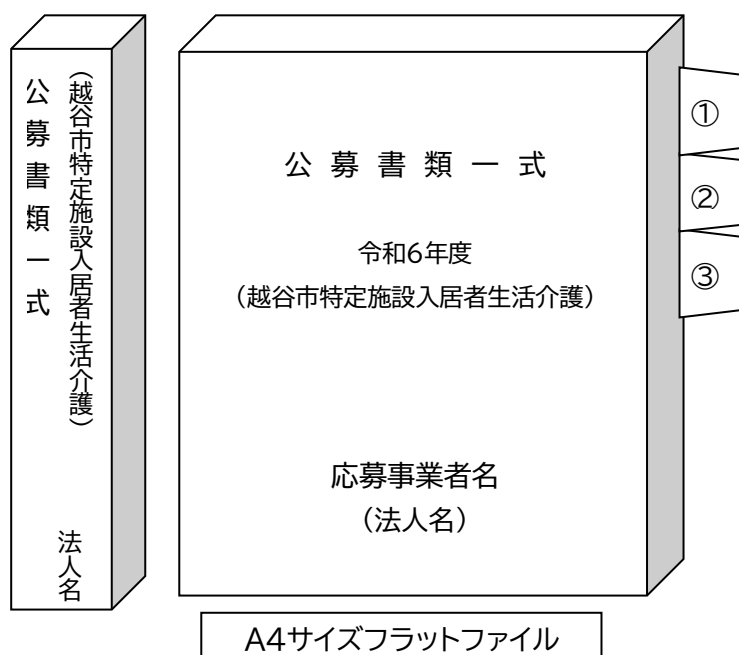 公募書類一式
（越谷市特定施設入居者生活介護）
法人名
公募書類一式
令和6年度
（越谷市特定施設入居者生活介護）
応募事業者名
（法人名）
①
②
③
A4サイズフラットファイル